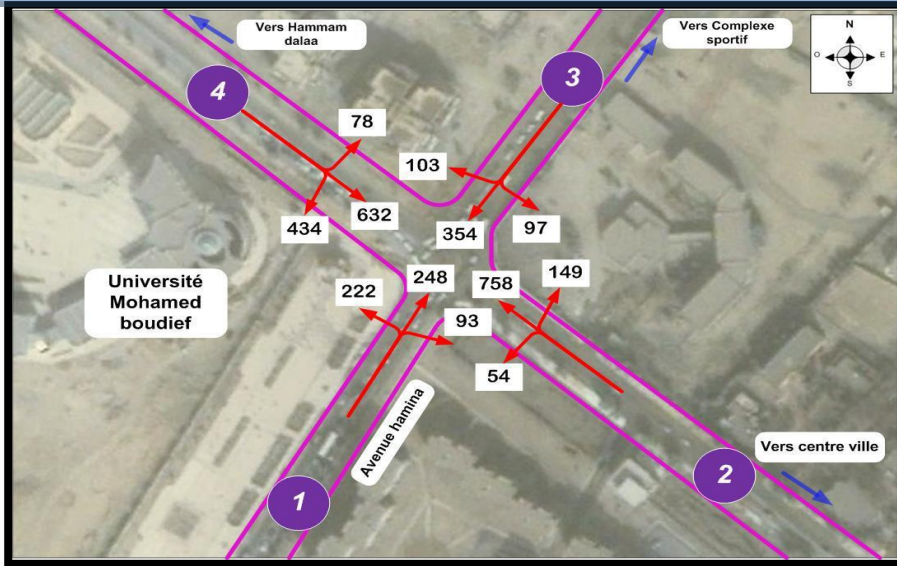 Vers Hammam
dalaa
Vers Complexe
sportif
N
O
E
S
4
3
78
103
434
632
354
97
Université
Mohamed
boudief
222
248
758
149
93
54
Avenue hamina
Vers centre ville
1
2